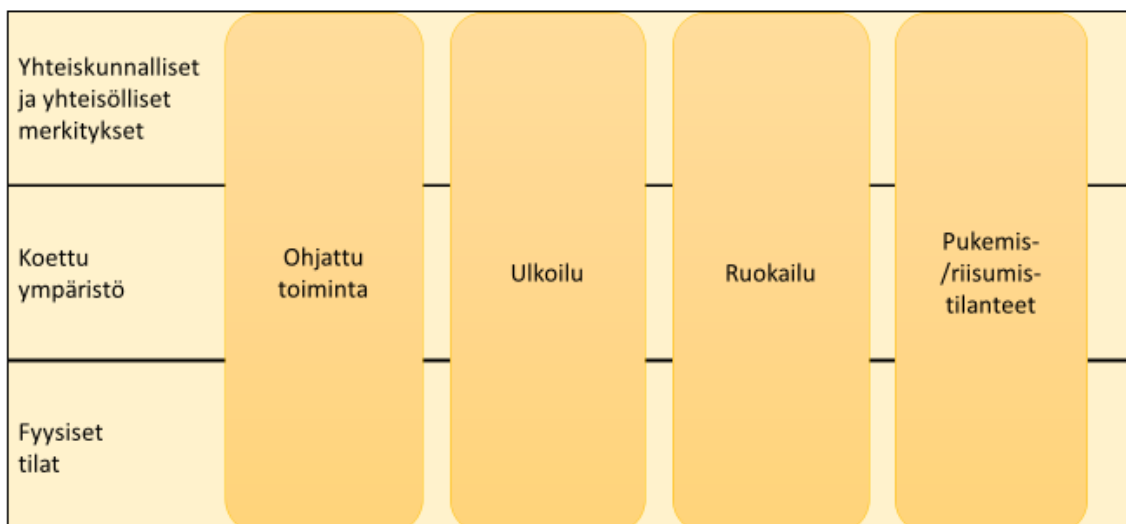 Yhteiskunnalliset
ja yhteisölliset
merkitykset
Koettu
ympäristö
Ohjattu
toiminta
Ulkoilu
Ruokailu
Pukemis-
/riisumis-
tilanteet
Fyysiset
tilat